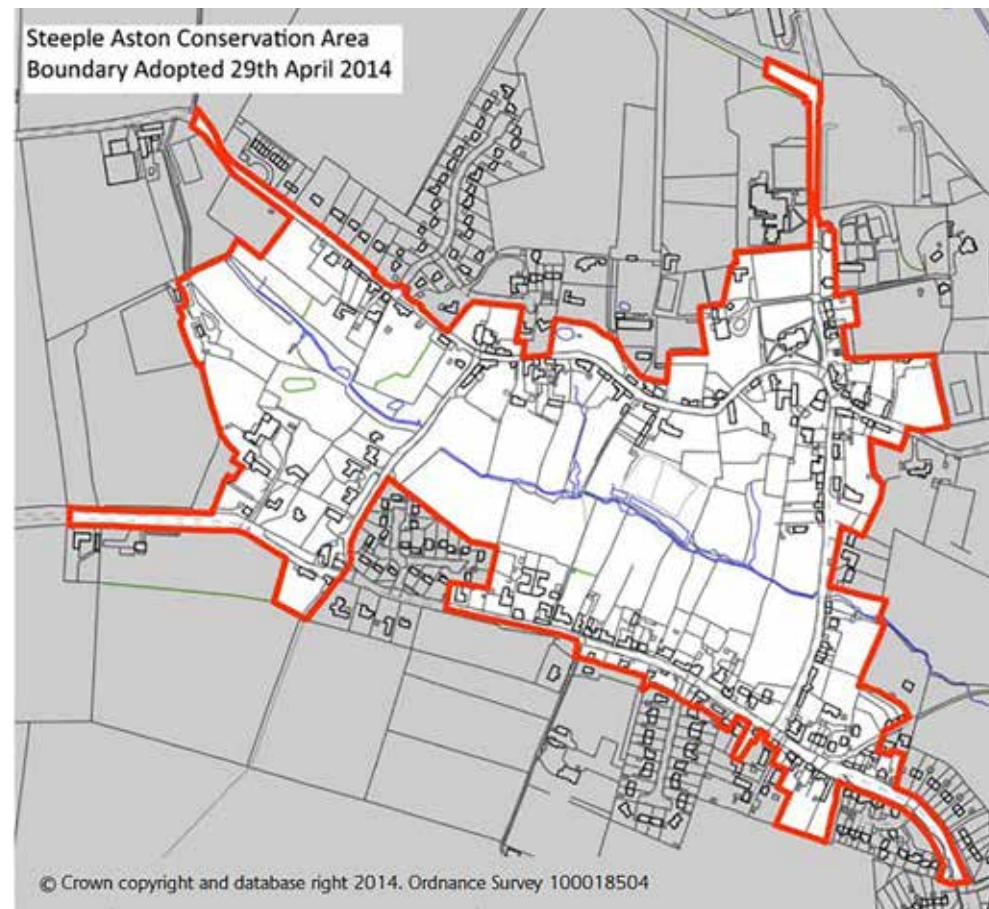 Steeple Aston Conservation Area
Boundary Adopted 29th April 2014
© Crown copyright and database right 2014. Ordnance Survey 100018504